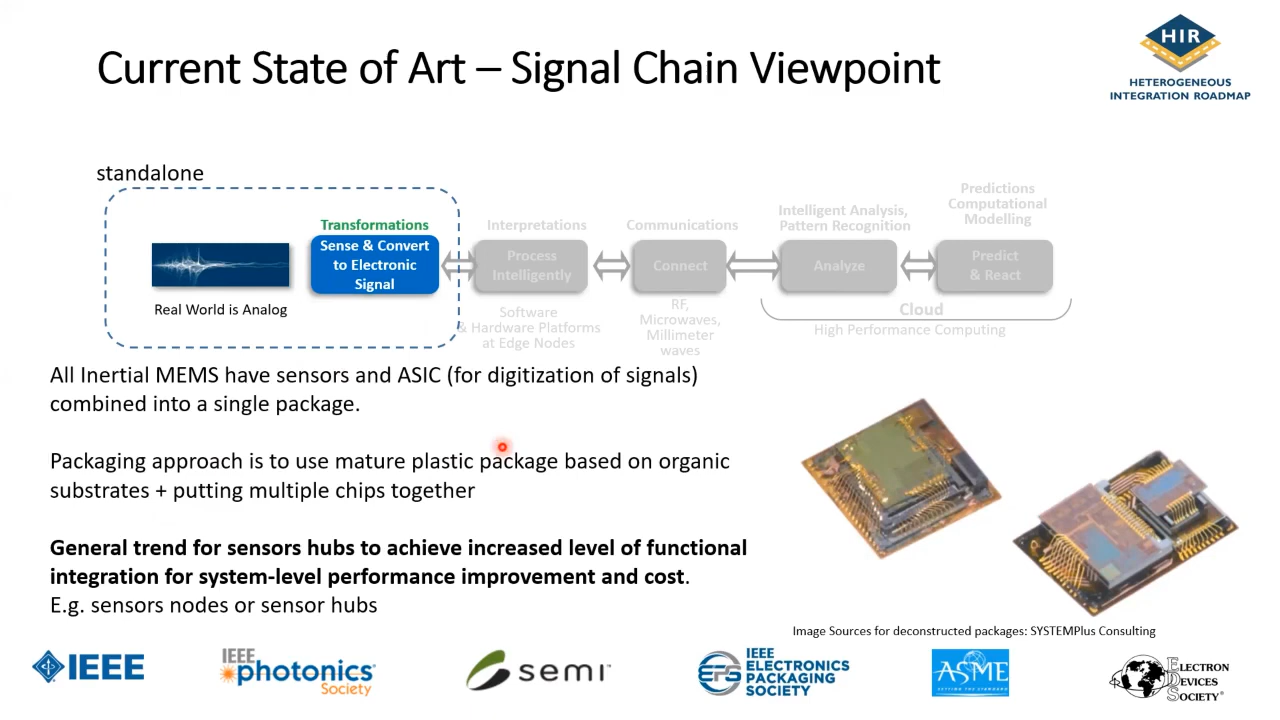 Current State of Art – Signal Chain Viewpoint
HIR
HETEROGENEOUS
INTEGRATION ROADMAP
standalone
Transformations
Sense & Convert
to Electronic
Signal
Real World is Analog
Interpretations
Process
Intelligently
Software
& Hardware Platforms
at Edge Nodes
Communications
Connect
RF,
Microwaves,
Millimeter
waves
Intelligent Analysis,
Pattern Recognition
Analyze
Predictions
Computational
Modelling
Predict
& React
Cloud
High Performance Computing
All Inertial MEMS have sensors and ASIC (for digitization of signals)
combined into a single package.
Packaging approach is to use mature plastic package based on organic
substrates + putting multiple chips together
General trend for sensors hubs to achieve increased level of functional
integration for system-level performance improvement and cost.
E.g. sensors nodes or sensor hubs
Image Sources for deconstructed packages: SYSTEMPlus Consulting
IEEE
IEEE
photonics
Society
semi™
EPS
IEEE
ELECTRONICS
PACKAGING
SOCIETY
ASME
SETTING THE STANDARD
EDS
ELECTRON
DEVICES
SOCIETY®